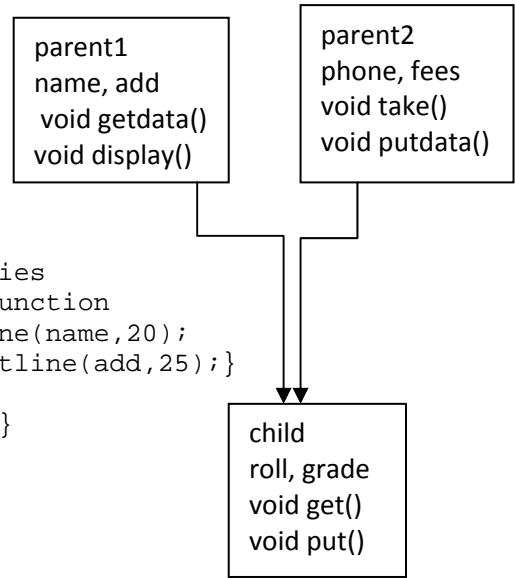 parent1
name, add
void getdata()
void display()
parent2
phone, fees
void take()
void putdata()
ies
unction
ne(name,20);
tline(add,25);}
}
child
roll, grade
void get()
void put()